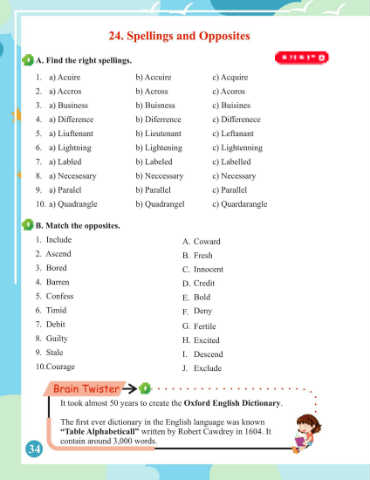 24. Spellings and Opposites
A. Find the right spellings.
1. a) Acuire b) Accuire c) Acquire
2. a) Accros b) Across c) Acoros
3. a) Business b) Buisness c) Buisines
4. a) Difference b) Diferrence c) Differenece
5. a) Liuftenant b) Lieutenant c) Leftanant
6. a) Lightning b) Lightening c) Lightenning
7. a) Labled b) Labeled c) Labelled
8. a) Necesesary b) Neccessary c) Necessary
9. a) Paralel b) Parallel c) Parallel
10. a) Quadrangle b) Quadrangel c) Quardarangle
B. Match the opposites.
1. Include A. Coward
2. Ascend B. Fresh
3. Bored C. Innocent
4. Barren D. Credit
5. Confess E. Bold
6. Timid F. Deny
7. Debit G. Fertile
8. Guilty H. Excited
9. Stale I. Descend
10.Courage J. Exclude
Brain Twister
It took almost 50 years to create the Oxford English Dictionary.
The first ever dictionary in the English language was known
“Table Alphabeticall” written by Robert Cawdrey in 1604. It
contain around 3,000 words.
34